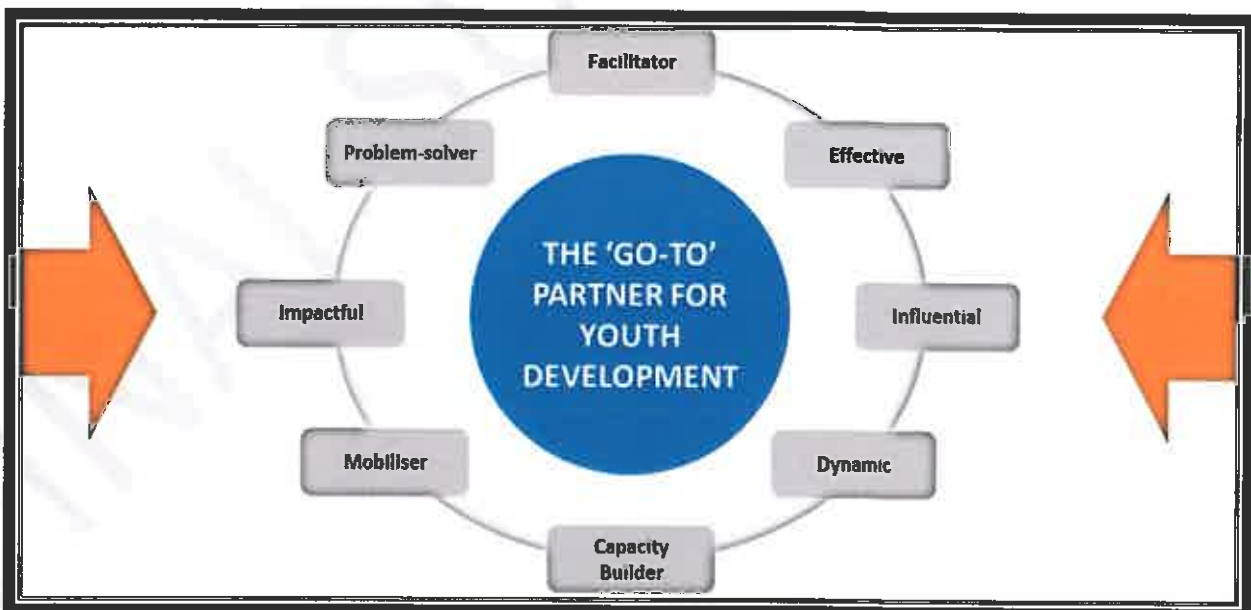 Facilitator
Effective
Influential
Dynamic
Capacity
Builder
Mobiliser
Impactful
Problem-solver
THE ‘GO-TO’
PARTNER FOR
YOUTH
DEVELOPMENT